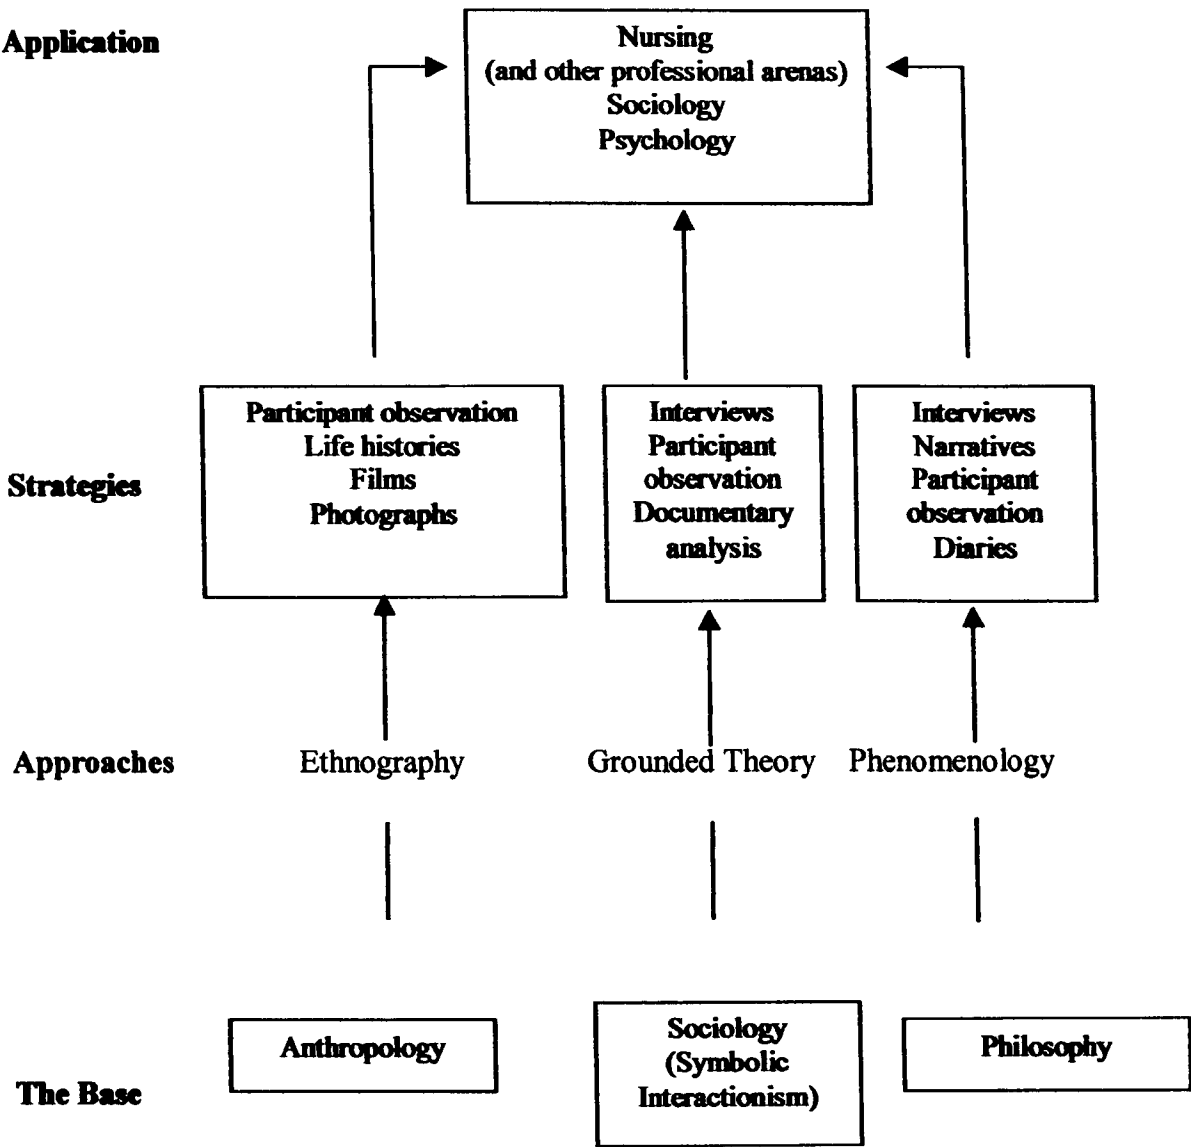 Application
Nursing
(and other professional arenas)
Sociology
Psychology
Strategies
Participant observation
Life histories
Films
Photographs
Interviews
Participant
observation
Documentary
analysis
Interviews
Narratives
Participant
observation
Diaries
Approaches
Ethnography
Grounded Theory
Phenomenology
The Base
Anthropology
Sociology
(Symbolic
Interactionism)
Philosophy